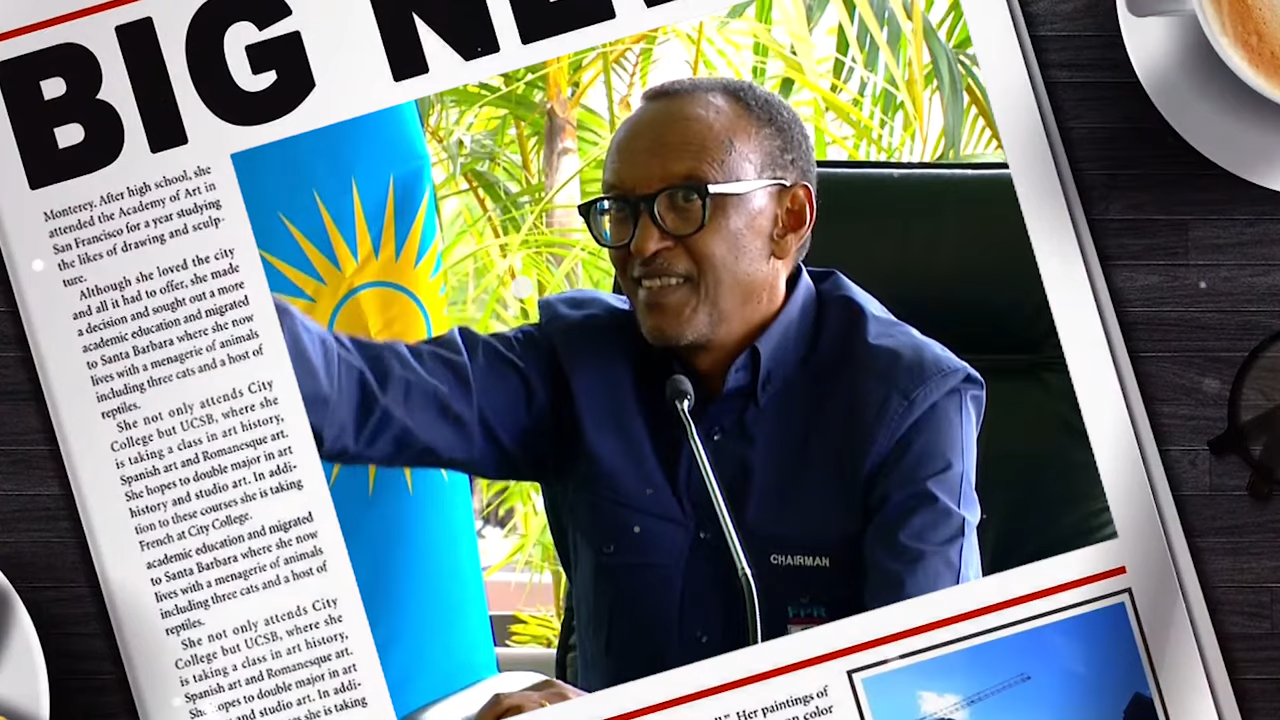 BIG
Monterey. After high school, she
attended the Academy of Art in
San Francisco for a year studying
the likes of drawing and sculp-
ture.
Although she loved the city
and all it had to offer, she made
a decision and sought out a more
academic education and migrated
to Santa Barbara where she now
lives with a menagerie of animals
including three cats and a host of
reptiles.
She not only attends City
College but UCSB, where she
is taking a class in art history,
Spanish art and Romanesque art.
She hopes to double major in art
history and studio art. In addi-
tion to these courses she is taking
French at City College.
academic education and migrated
to Santa Barbara where she now
lives with a menagerie of animals
including three cats and a host of
reptiles.
She not only attends City
College but UCSB, where she
is taking a class in art history,
Spanish art and Romanesque art.
She hopes to double major in art
and studio art. In addi-
she is taking
CHAIRMAN
FPR
Her paintings of
color